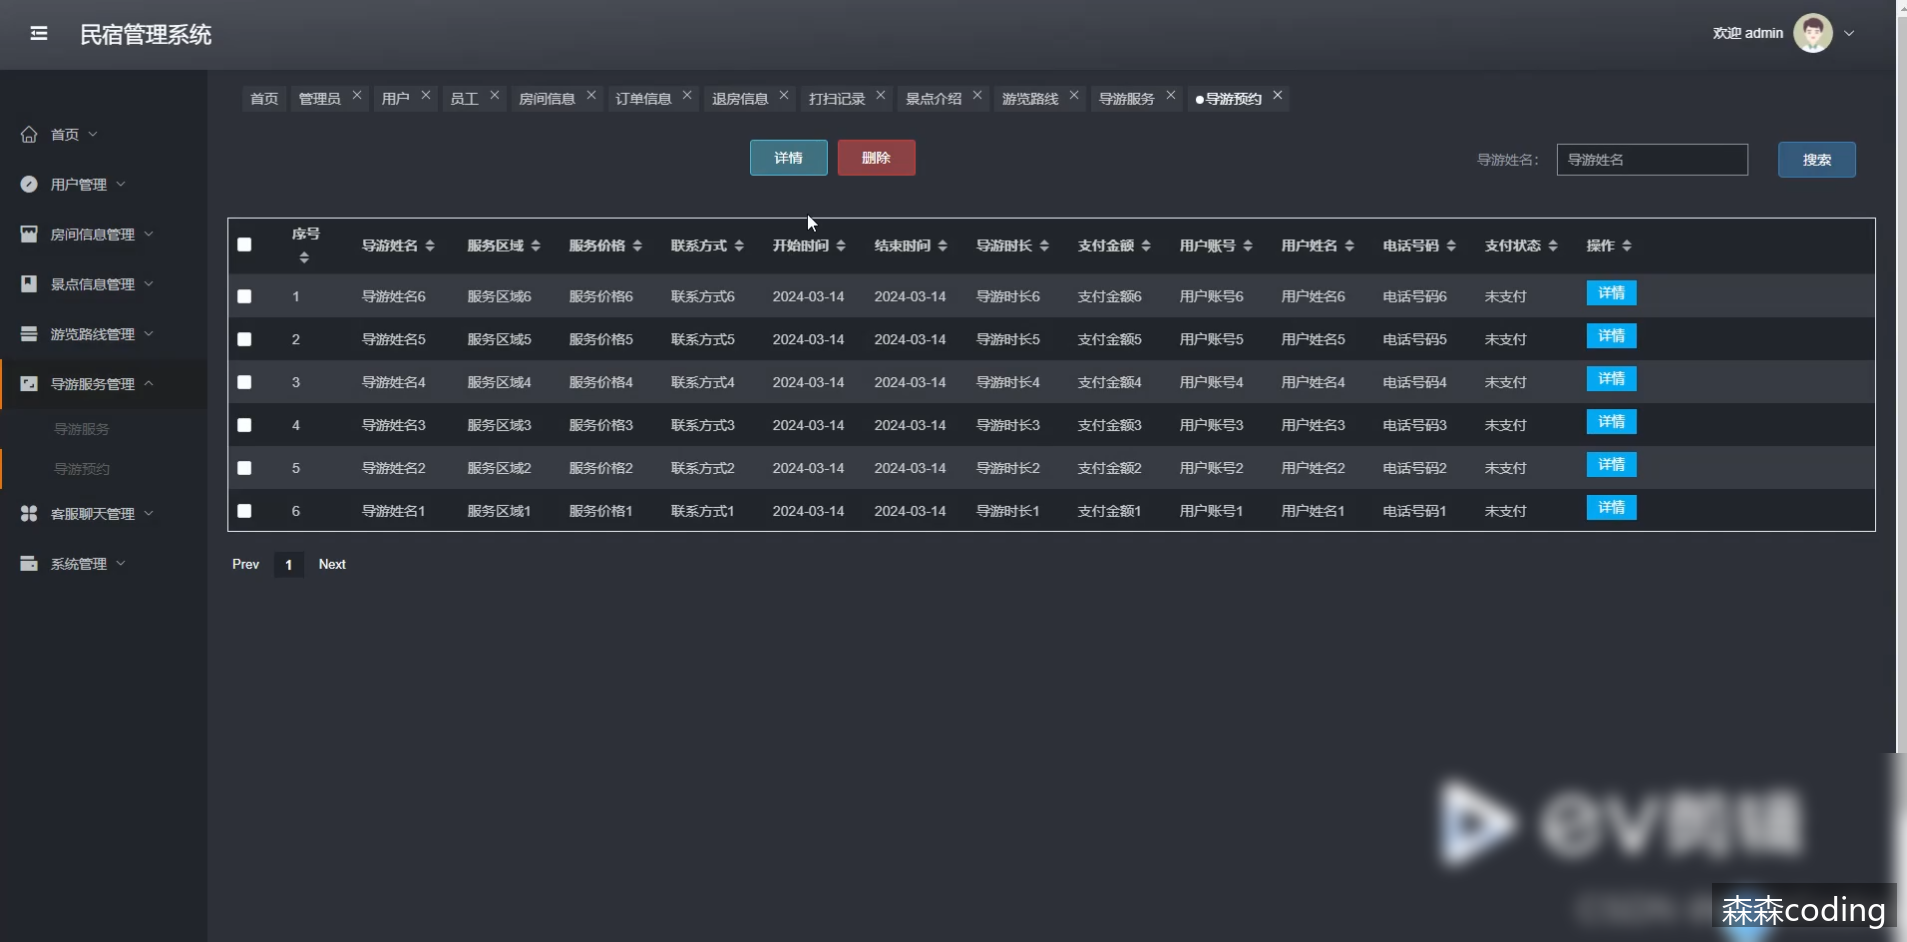 民宿管理系统
欢迎 admin
首页 管理员 用户 员工 房间信息 订单信息 退房信息 打扫记录 景点介绍 游览路线 导游服务 导游预约
首页
用户管理
房间信息管理
景点信息管理
游览路线管理
导游服务管理
导游服务
导游预约
客服聊天管理
系统管理
详情 删除 导游姓名: 导游姓名 搜索
序号 导游姓名 服务区域 服务价格 联系方式 开始时间 结束时间 导游时长 支付金额 用户账号 用户姓名 电话号码 支付状态 操作
1 导游姓名6 服务区域6 服务价格6 联系方式6 2024-03-14 2024-03-14 导游时长6 支付金额6 用户账号6 用户姓名6 电话号码6 未支付 详情
2 导游姓名5 服务区域5 服务价格5 联系方式5 2024-03-14 2024-03-14 导游时长5 支付金额5 用户账号5 用户姓名5 电话号码5 未支付 详情
3 导游姓名4 服务区域4 服务价格4 联系方式4 2024-03-14 2024-03-14 导游时长4 支付金额4 用户账号4 用户姓名4 电话号码4 未支付 详情
4 导游姓名3 服务区域3 服务价格3 联系方式3 2024-03-14 2024-03-14 导游时长3 支付金额3 用户账号3 用户姓名3 电话号码3 未支付 详情
5 导游姓名2 服务区域2 服务价格2 联系方式2 2024-03-14 2024-03-14 导游时长2 支付金额2 用户账号2 用户姓名2 电话号码2 未支付 详情
6 导游姓名1 服务区域1 服务价格1 联系方式1 2024-03-14 2024-03-14 导游时长1 支付金额1 用户账号1 用户姓名1 电话号码1 未支付 详情
Prev 1 Next
eV剪辑
森森coding